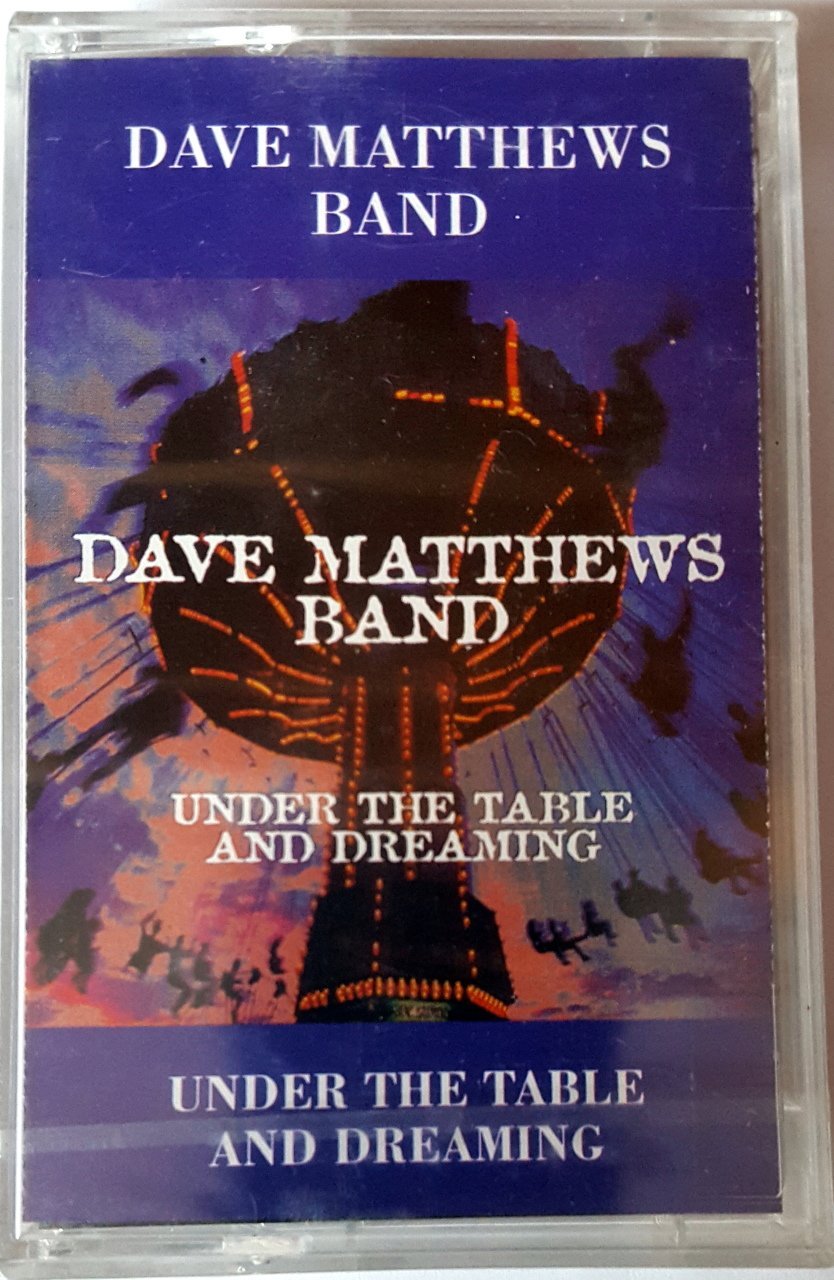 DAVE MATTHEWS
BAND
DAVE MATTHEWS
BAND
UNDER THE TABLE
AND DREAMING
UNDER THE TABLE
AND DREAMING